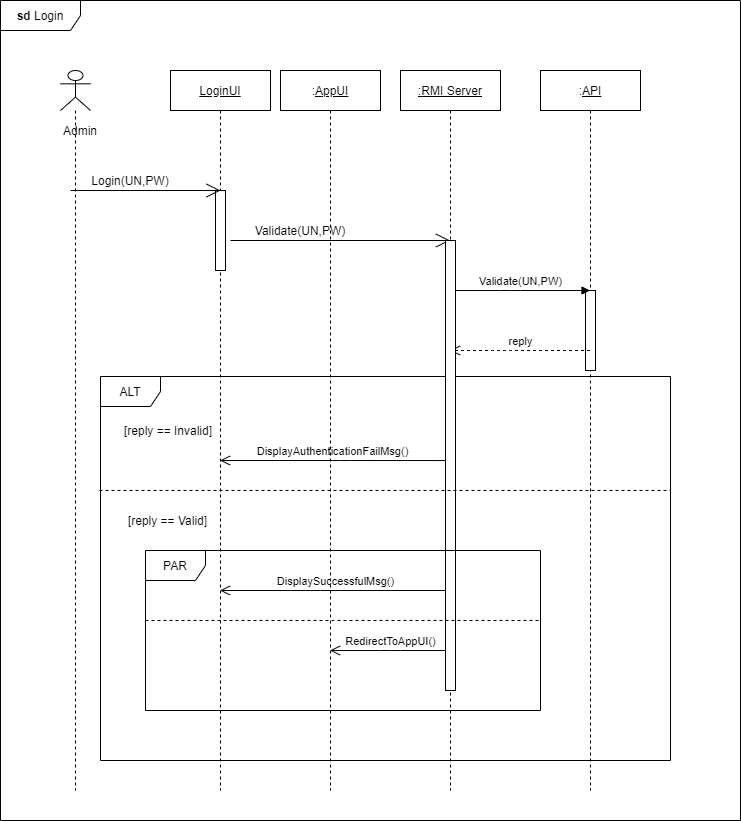 sd Login
LoginUI
:AppUI
:RMI Server
:API
Admin
Login(UN,PW)
Validate(UN,PW)
Validate(UN,PW)
reply
ALT
[reply == Invalid]
DisplayAuthenticationFailMsg()
[reply == Valid]
PAR
DisplaySuccessfulMsg()
RedirectToAppUI()